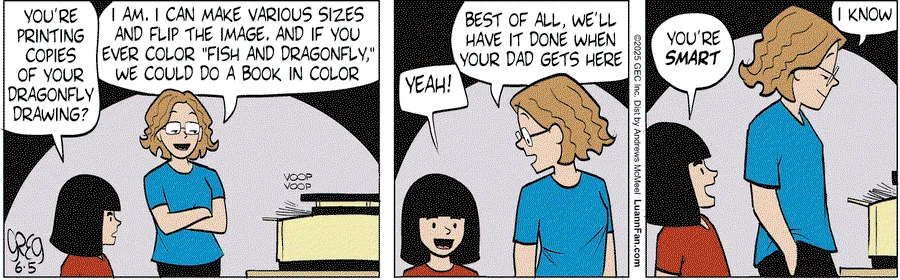 YOU'RE
PRINTING
COPIES
OF YOUR
DRAGONFLY
DRAWING?
I AM. I CAN MAKE VARIOUS SIZES
AND FLIP THE IMAGE, AND IF YOU
EVER COLOR "FISH AND DRAGONFLY,"
WE COULD DO A BOOK IN COLOR
VOOP
VOOP
GREG
6-5
YEAH!
BEST OF ALL, WE'LL
HAVE IT DONE WHEN
YOUR DAD GETS HERE
©2025 GEC Inc. Dist by Andrews McMeel LuannFan.com
YOU'RE
SMART
I KNOW